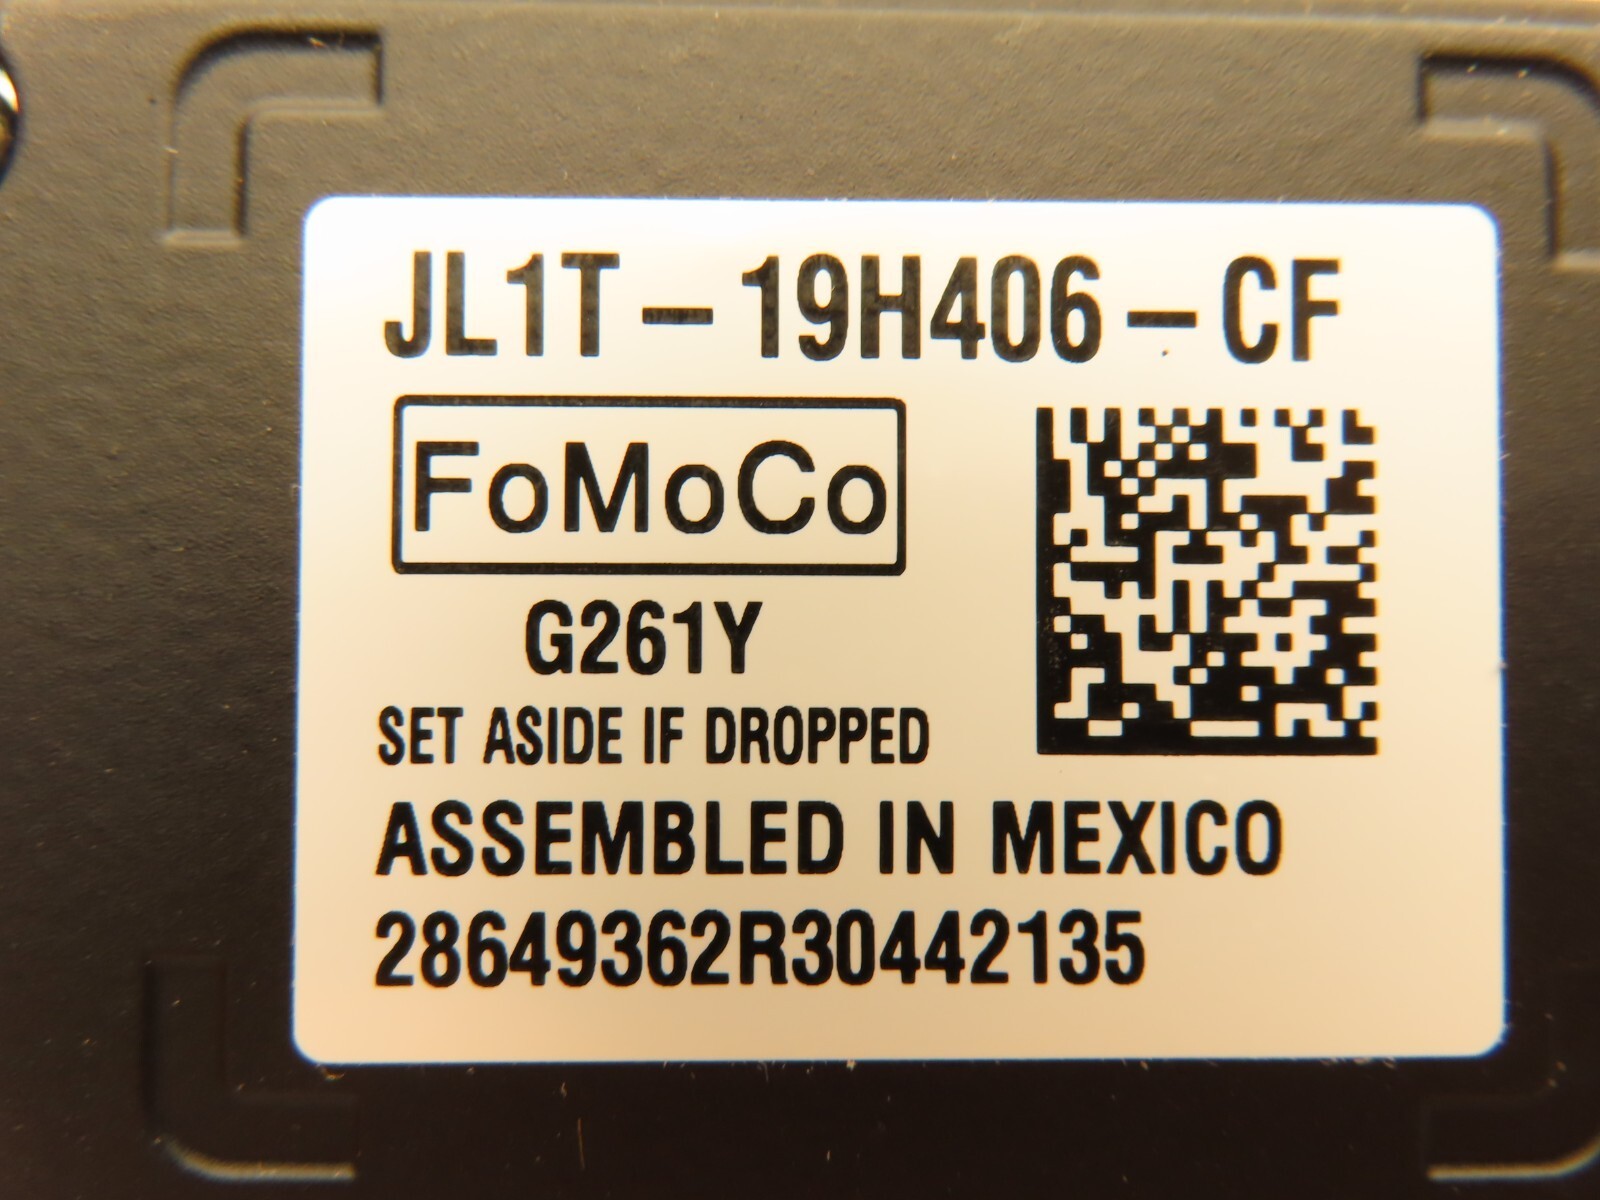 JL1T-19H406-CF
FoMoCo
G261Y
SET ASIDE IF DROPPED
ASSEMBLED IN MEXICO
28649362R30442135